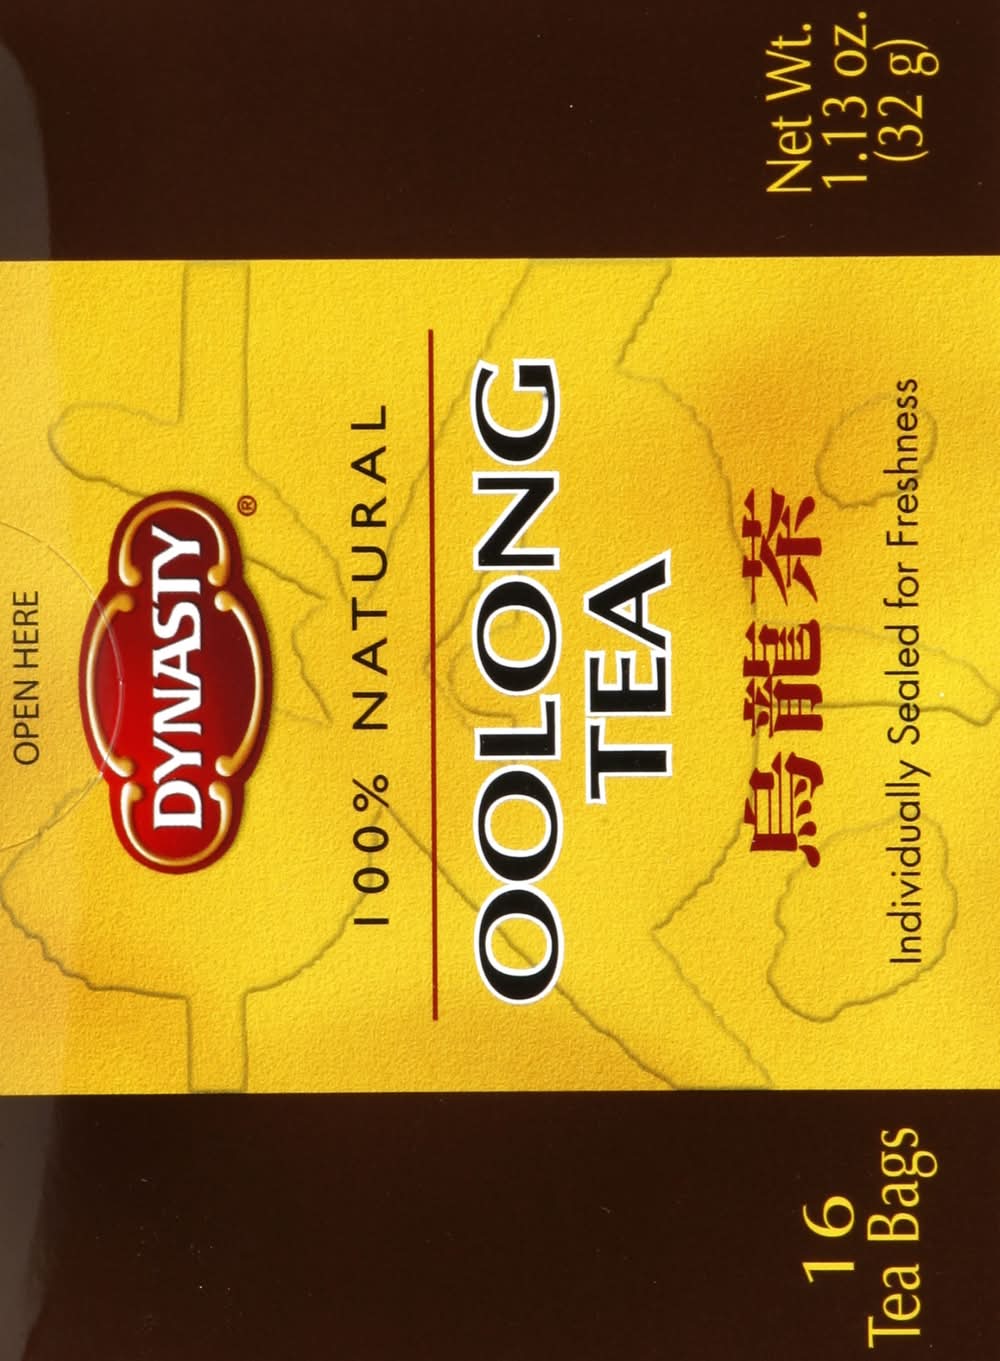 OPEN HERE
DYNASTY®
100% NATURAL
OOLONG
TEA
烏龍茶
Individually Sealed for Freshness
16
Tea Bags
Net Wt.
1.13 oz.
(32 g)